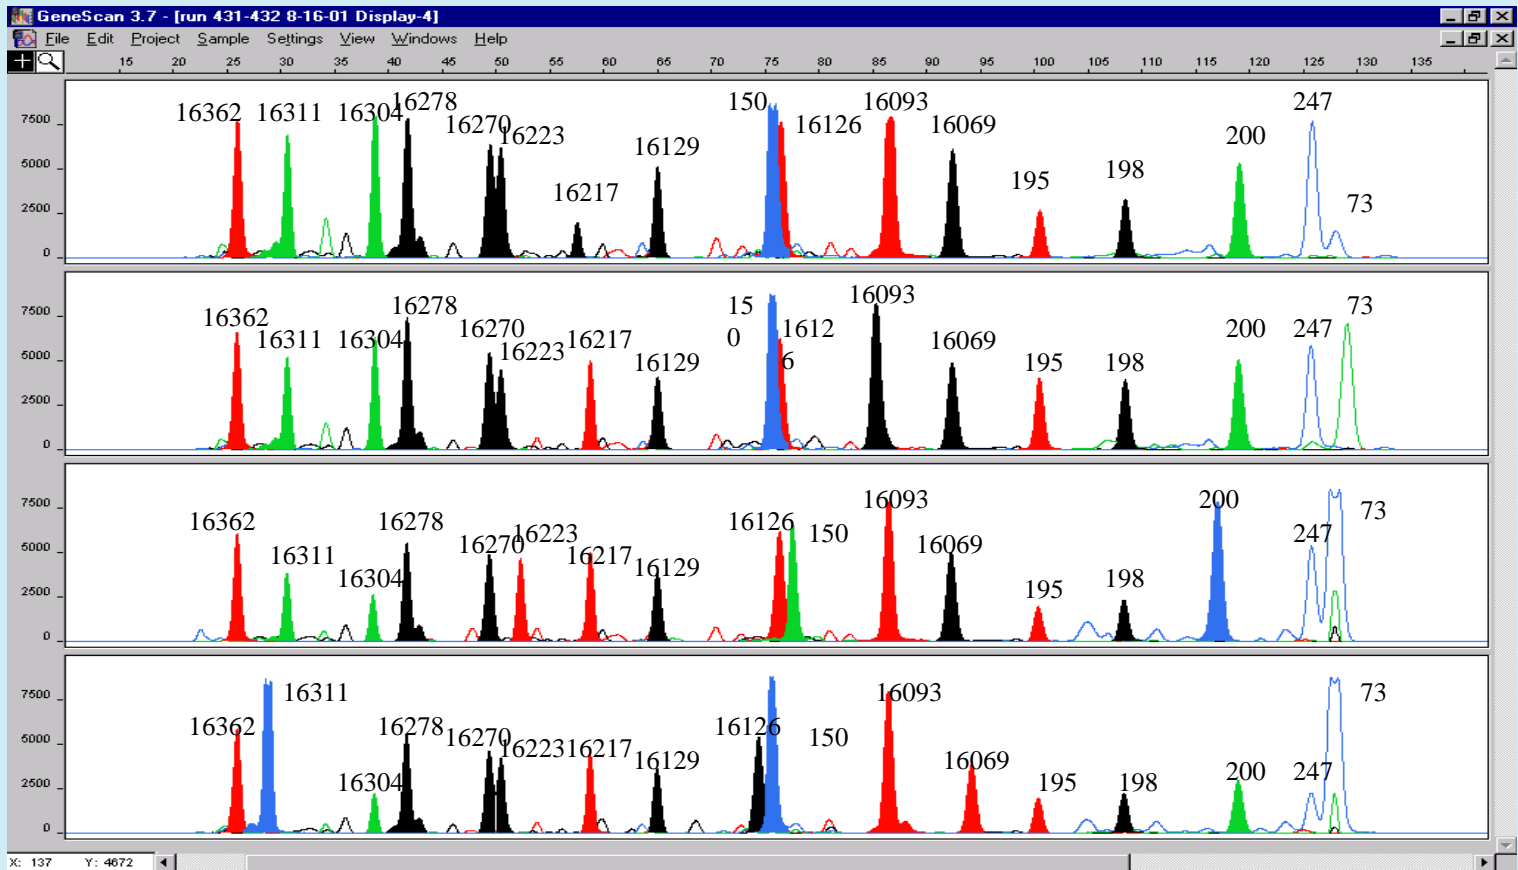 GeneScan 3.7 - [run 431-432 8-16-01 Display-4]
File Edit Project Sample Settings View Windows Help
15 20 25 30 35 40 45 50 55 60 65 70 75 80 85 90 95 100 105 110 115 120 125 130 135
7500
5000
2500
0
16362 16311 16304 16278 16270 16223 16217 16129 150 16126 16093 16069 195 198 200 247 73
7500
5000
2500
0
16362 16311 16304 16278 16270 16223 16217 16129 15
0
1612
6
16093 16069 195 198 200 247 73
7500
5000
2500
0
16362 16311 16304 16278 16270 16223 16217 16129 16126 150 16093 16069 195 198 200 247 73
7500
5000
2500
0
16362 16311 16304 16278 16270 16223 16217 16129 16126 150 16093 16069 195 198 200 247 73
X: 137 Y: 4672